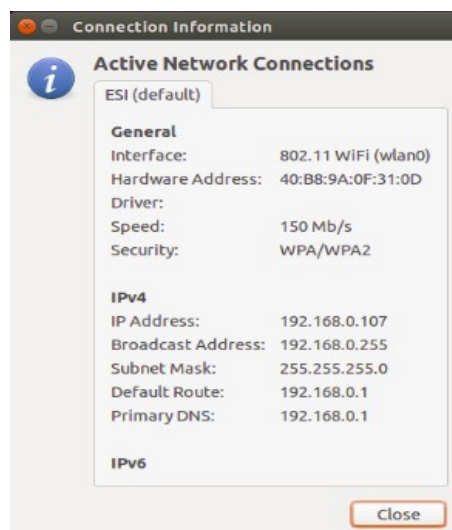 Connection Information
Active Network Connections
ESI (default)
General
Interface: 802.11 WiFi (wlan0)
Hardware Address: 40:B8:9A:0F:31:0D
Driver:
Speed: 150 Mb/s
Security: WPA/WPA2
IPv4
IP Address: 192.168.0.107
Broadcast Address: 192.168.0.255
Subnet Mask: 255.255.255.0
Default Route: 192.168.0.1
Primary DNS: 192.168.0.1
IPv6
Close